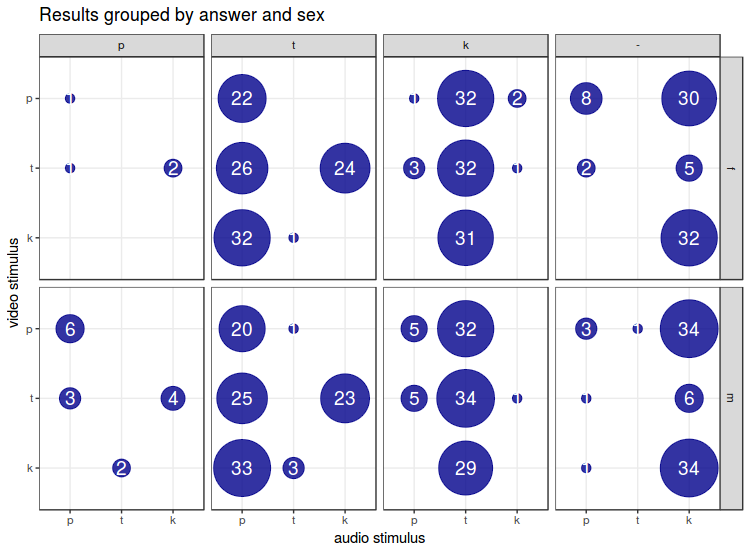 Results grouped by answer and sex
p t k -
p 1 22 1 32 2 8 30
t 1 2 26 24 3 32 1 2 5 f
k 32 1 31 32
p 6 20 1 5 32 3 1 34
t 3 4 25 23 5 34 1 1 6 m
k 2 33 3 29 1 34
p t k p t k p t k p t k
video stimulus
audio stimulus